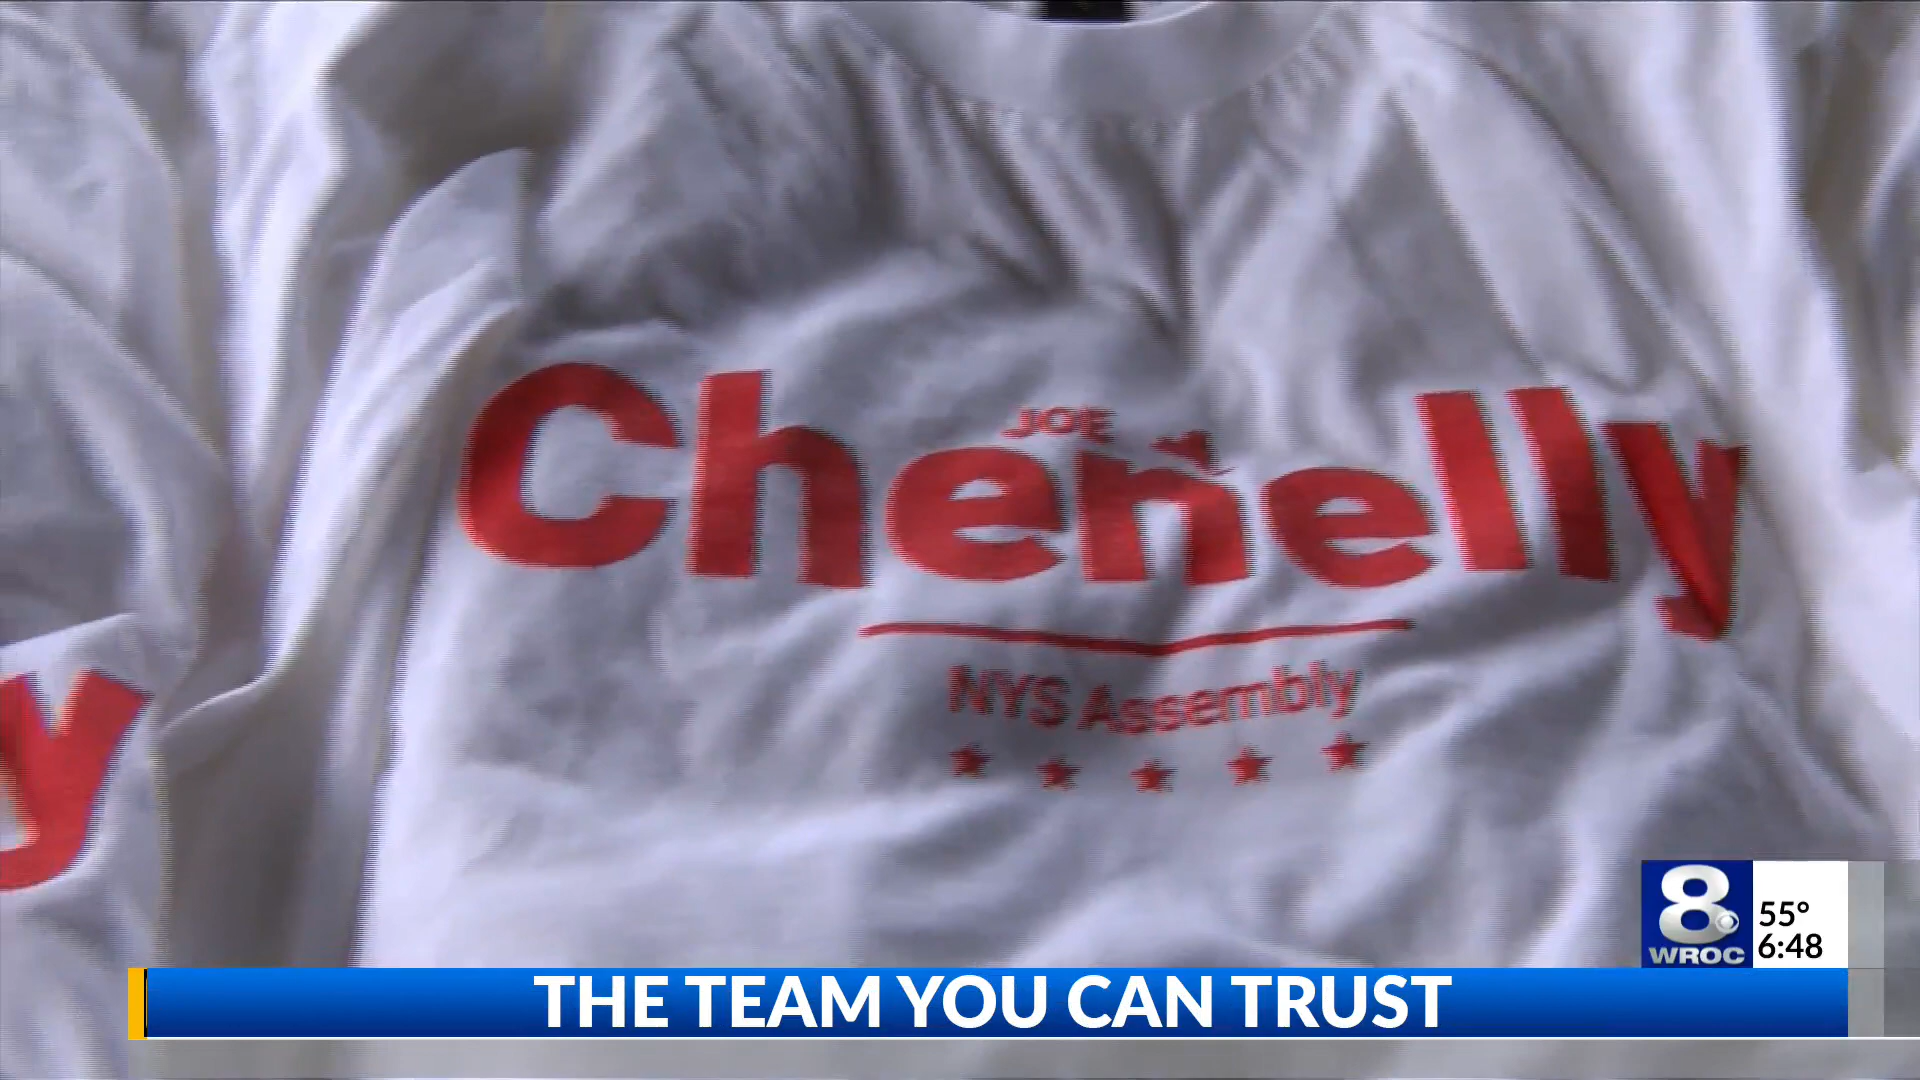 JOE
Chenelly
NYS Assembly
y
8
WROC
55°
6:48
THE TEAM YOU CAN TRUST